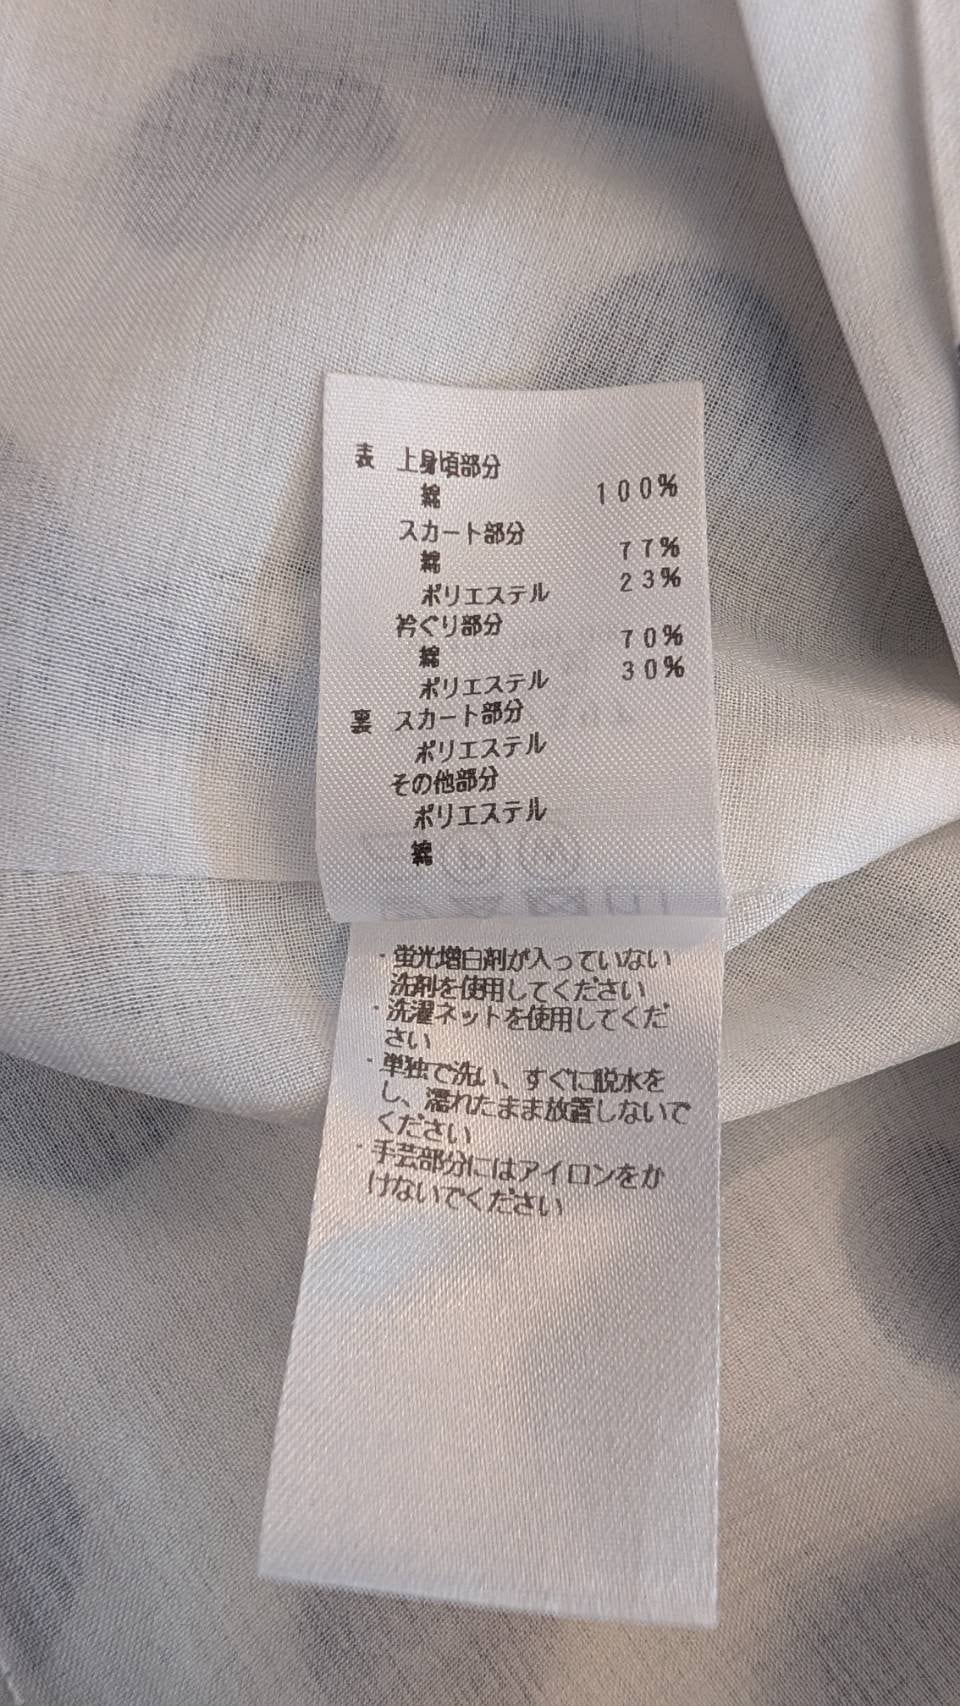 表 上身頃部分
綿 100%
スカート部分
綿 77%
ポリエステル 23%
衿ぐり部分
綿 70%
ポリエステル 30%
裏 スカート部分
ポリエステル
その他部分
ポリエステル
綿
・蛍光増白剤が入っていない
洗剤を使用してください
・洗濯ネットを使用してくだ
さい
・単独で洗い、すぐに脱水を
し、濡れたまま放置しないで
ください
・手芸部分にはアイロンをか
けないでください